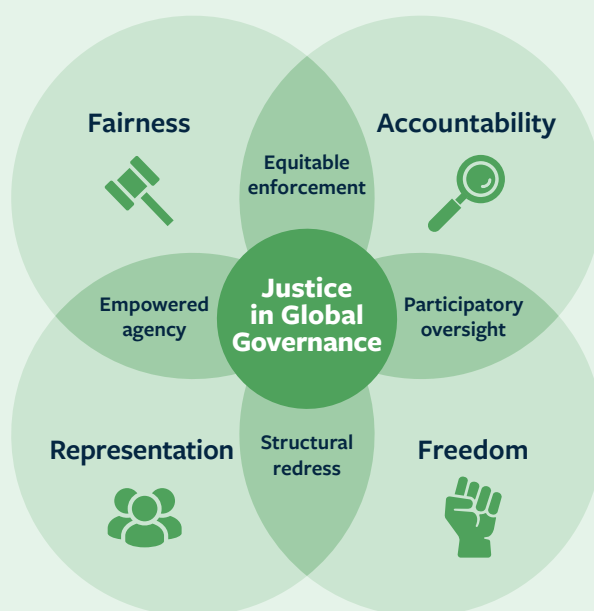 Fairness
Accountability
Equitable
enforcement
Empowered
agency
Justice
in Global
Governance
Participatory
oversight
Representation
Structural
redress
Freedom